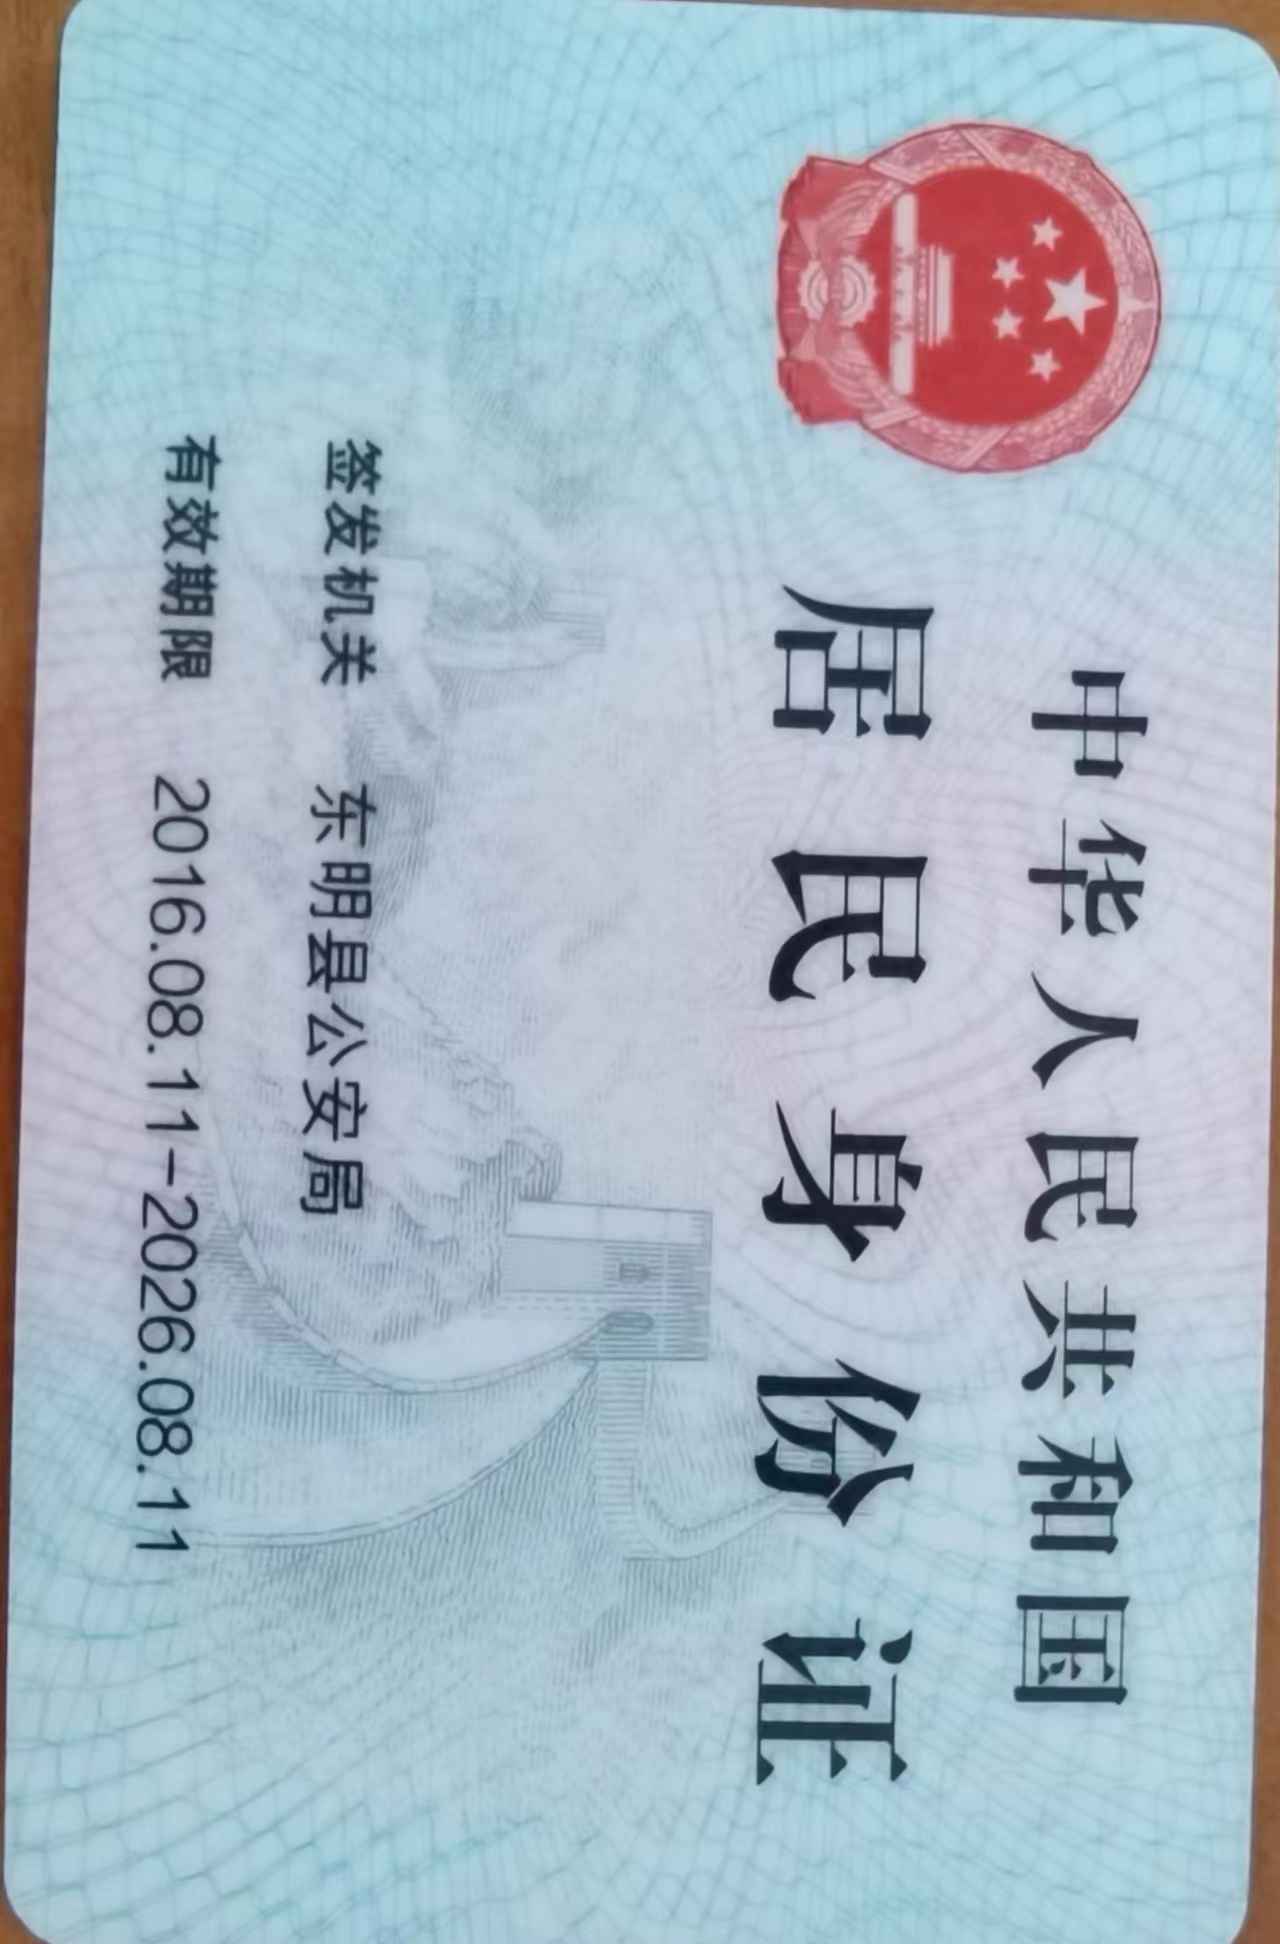 中华人民共和国
居民身份证
签发机关 东明县公安局
有效期限 2016.08.11-2026.08.11